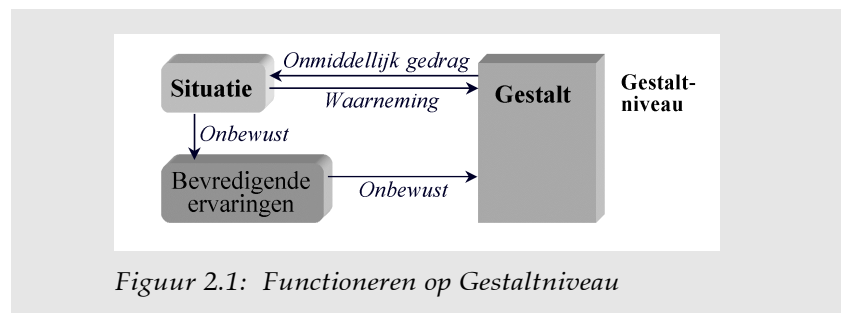 Onmiddellijk gedrag
Situatie
Waarneming
Gestalt
Gestalt-
niveau
Onbewust
Bevredigende
ervaringen
Onbewust
Figuur 2.1: Functioneren op Gestaltniveau